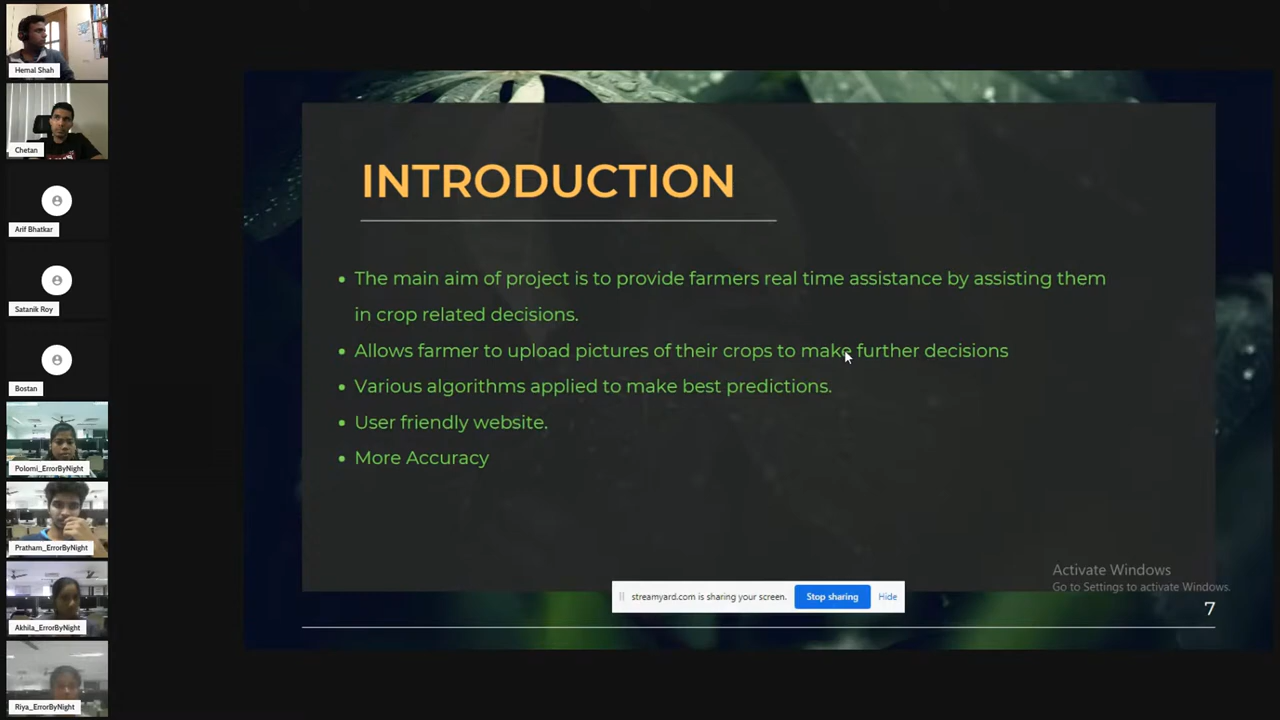 Hemal Shah
Chetan
Arif Bhatkar
Satanik Roy
Bostan
Polomi_ErrorByNight
Pratham_ErrorByNight
Akhila_ErrorByNight
Riya_ErrorByNight
INTRODUCTION
• The main aim of project is to provide farmers real time assistance by assisting them
in crop related decisions.
• Allows farmer to upload pictures of their crops to make further decisions
• Various algorithms applied to make best predictions.
• User friendly website.
• More Accuracy
Activate Windows
Go to Settings to activate Windows.
streamyard.com is sharing your screen. Stop sharing Hide
7